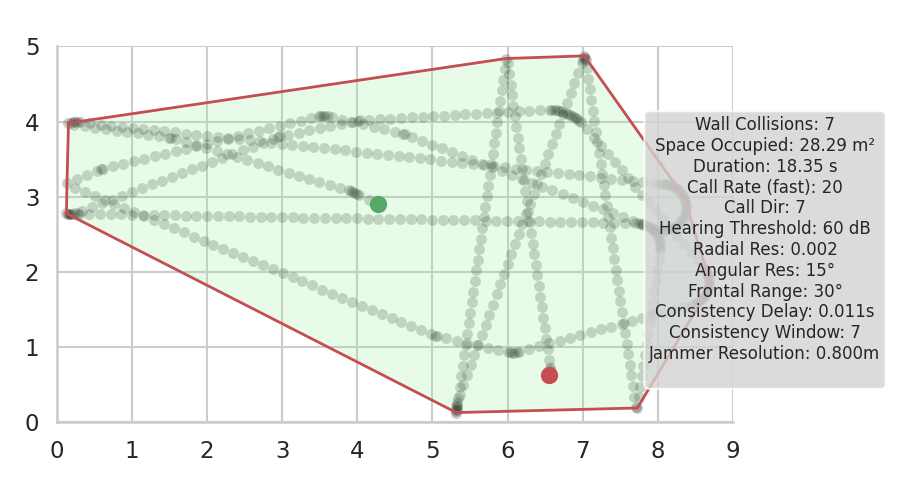 5
4
3
2
1
0
0 1 2 3 4 5 6 7 8 9
Wall Collisions: 7
Space Occupied: 28.29 m²
Duration: 18.35 s
Call Rate (fast): 20
Call Dir: 7
Hearing Threshold: 60 dB
Radial Res: 0.002
Angular Res: 15°
Frontal Range: 30°
Consistency Delay: 0.011s
Consistency Window: 7
Jammer Resolution: 0.800m